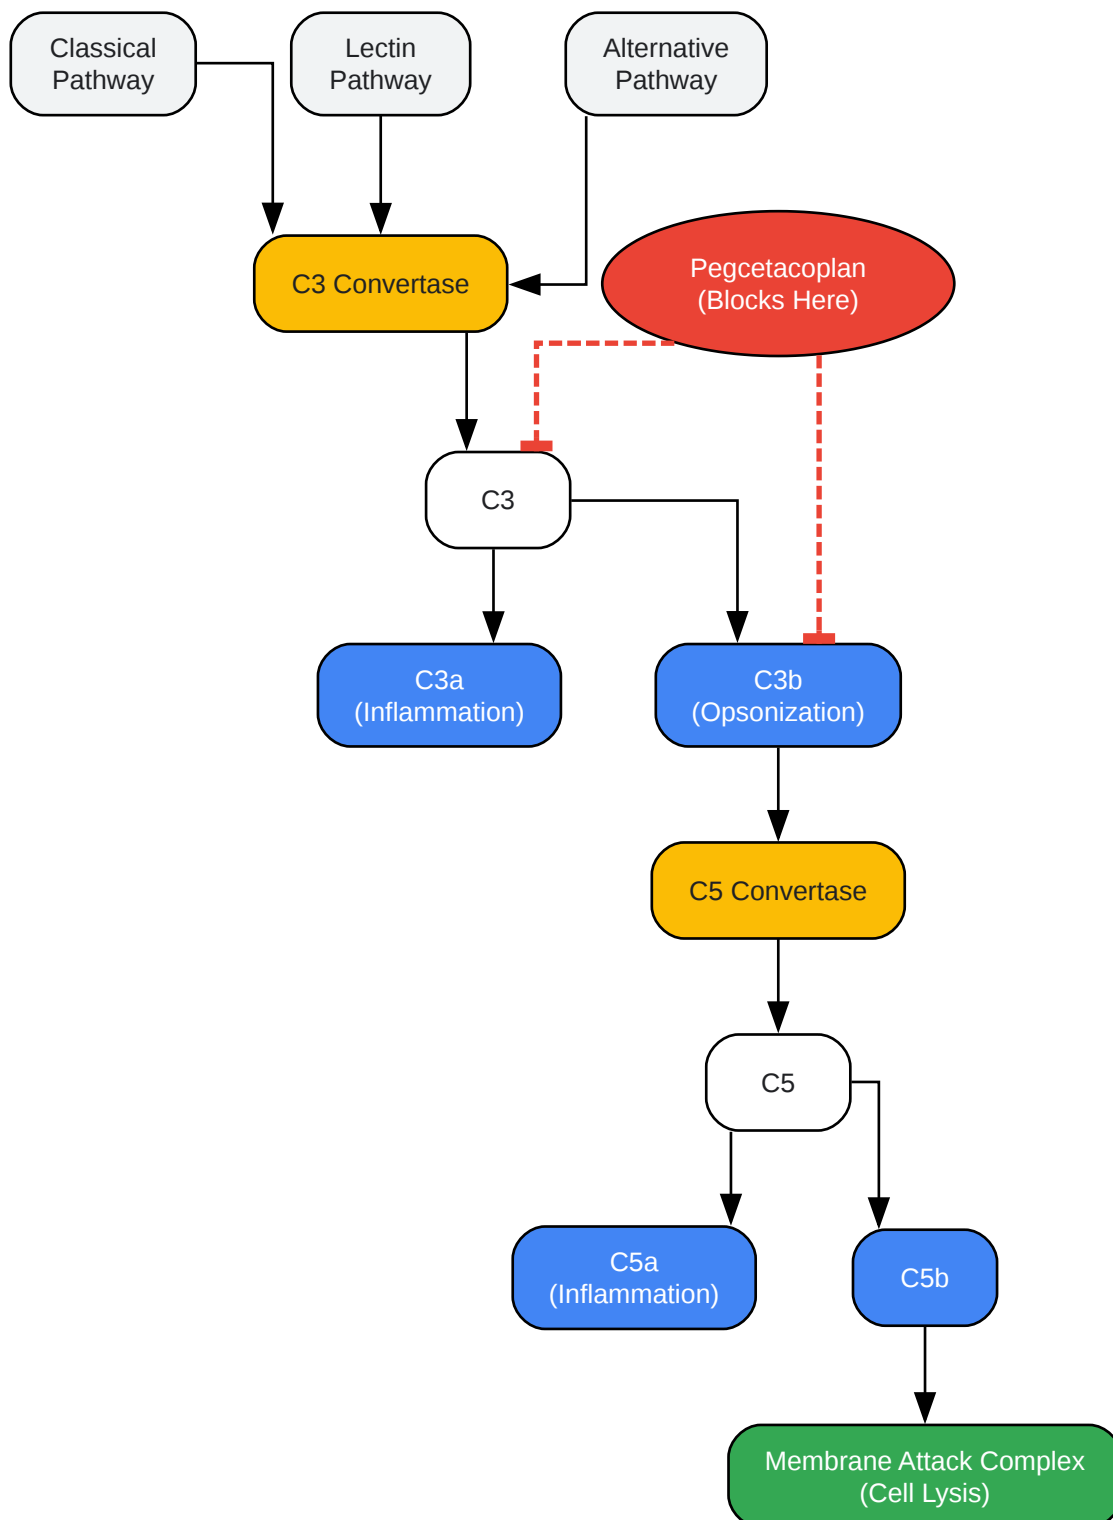 Classical
Pathway
Lectin
Pathway
Alternative
Pathway
C3 Convertase
Pegcetacoplan
(Blocks Here)
C3
C3a
(Inflammation)
C3b
(Opsonization)
C5 Convertase
C5
C5a
(Inflammation)
C5b
Membrane Attack Complex
(Cell Lysis)